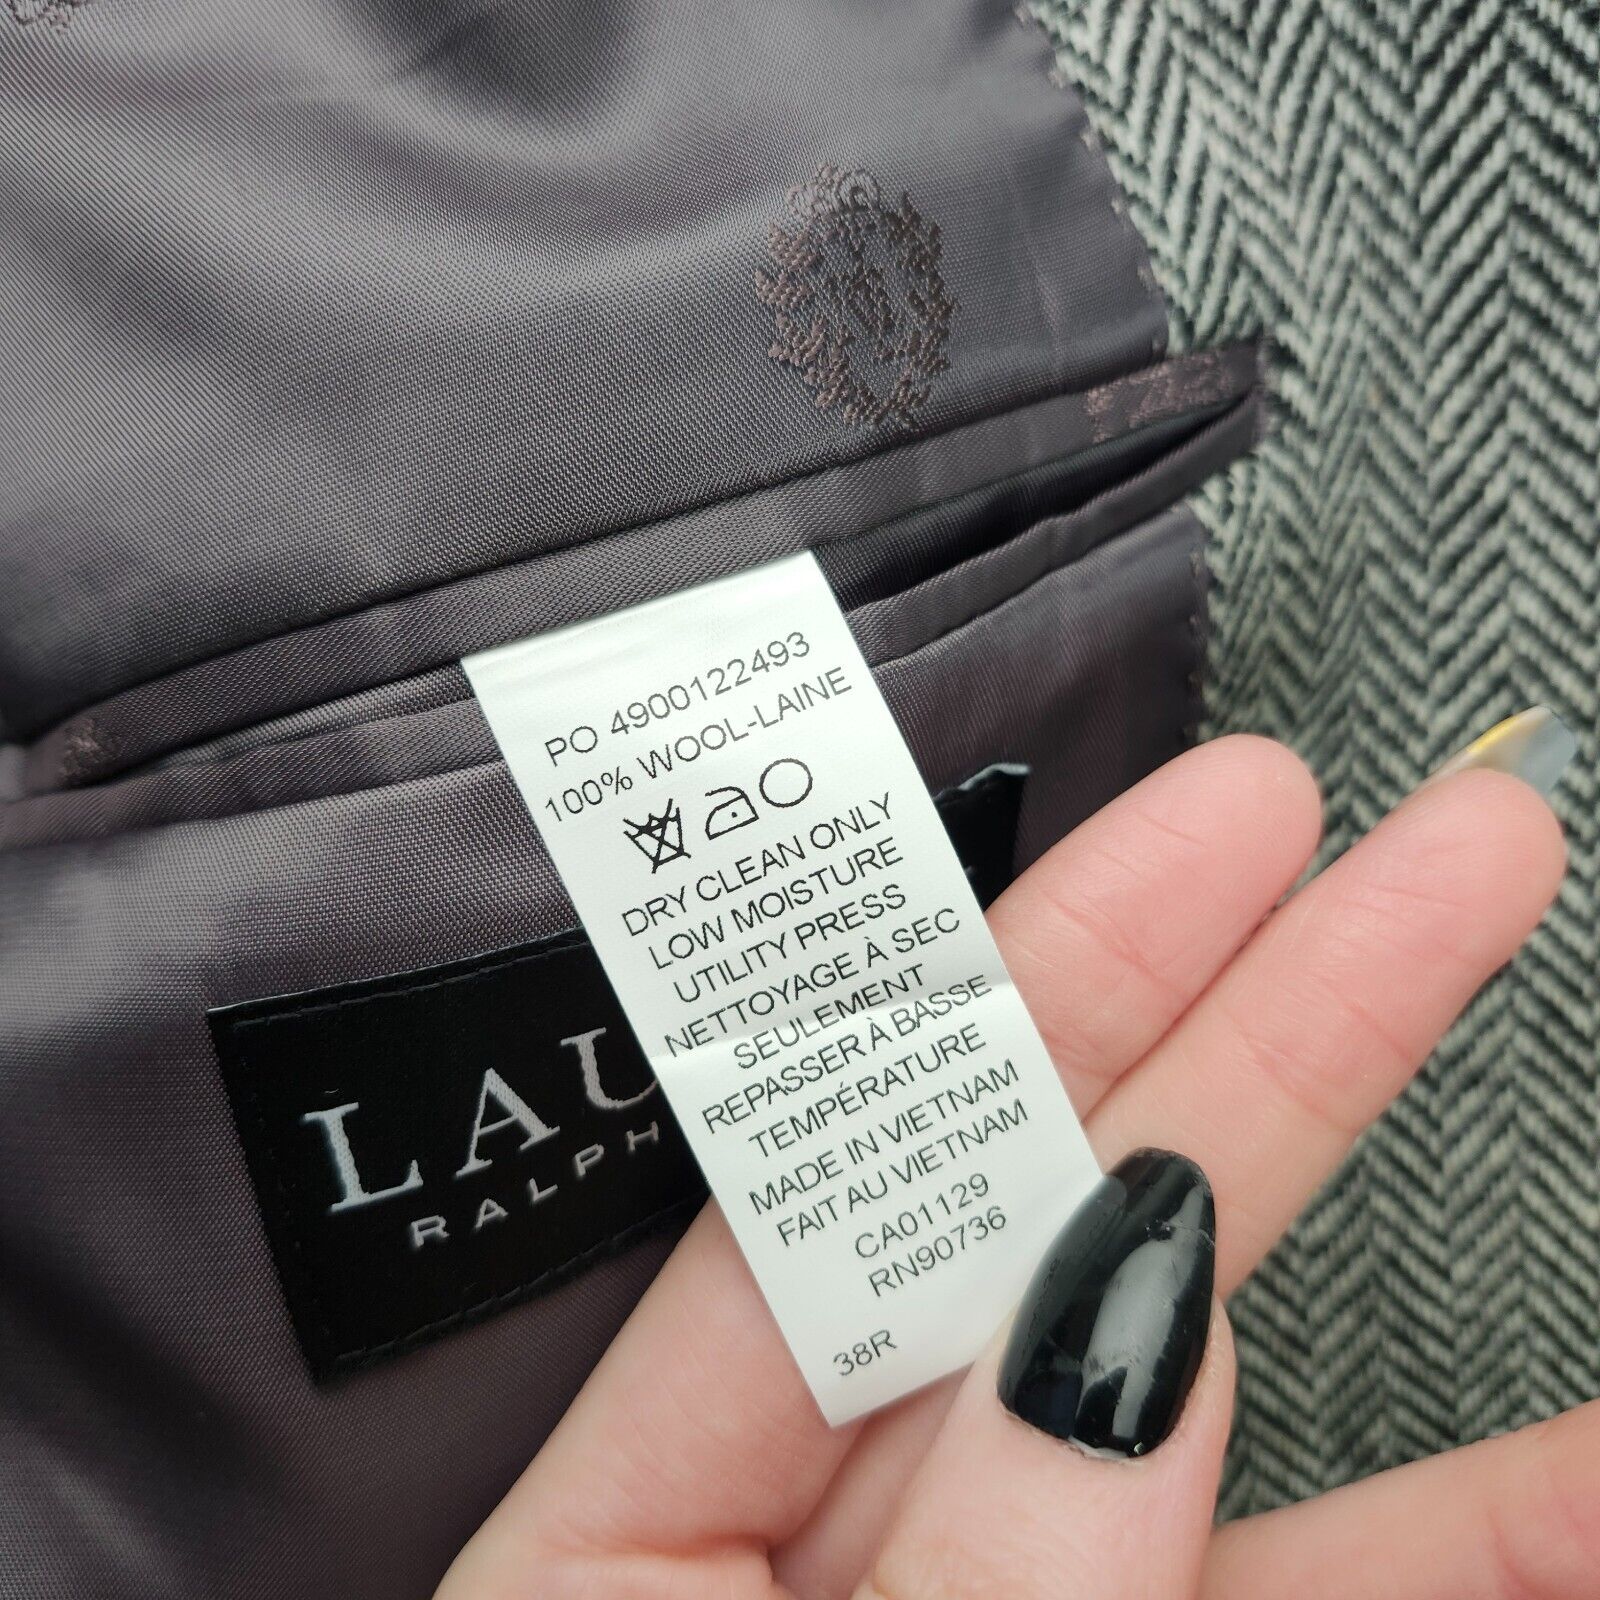 PO 4900122493
100% WOOL-LAINE
DRY CLEAN ONLY
LOW MOISTURE
UTILITY PRESS
NETTOYAGE À SEC
SEULEMENT
REPASSER À BASSE
TEMPÉRATURE
MADE IN VIETNAM
FAIT AU VIETNAM
CA01129
RN90736
38R
RALPH